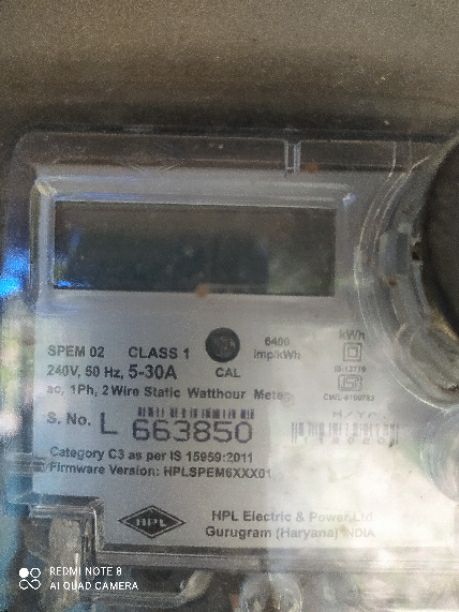 SPEM 02 CLASS 1
240V, 50 Hz, 5-30A
CAL
6400
imp/kWh
kWh
IS-13779
ac, 1Ph, 2 Wire Static Watthour Meter
S. No. L 663850
Category C3 as per IS 15959:2011
Firmware Version: HPLSPEM6XXX01
HPL
HPL Electric & Power Ltd.
Gurugram (Haryana) INDIA
REDMI NOTE 8
AI QUAD CAMERA